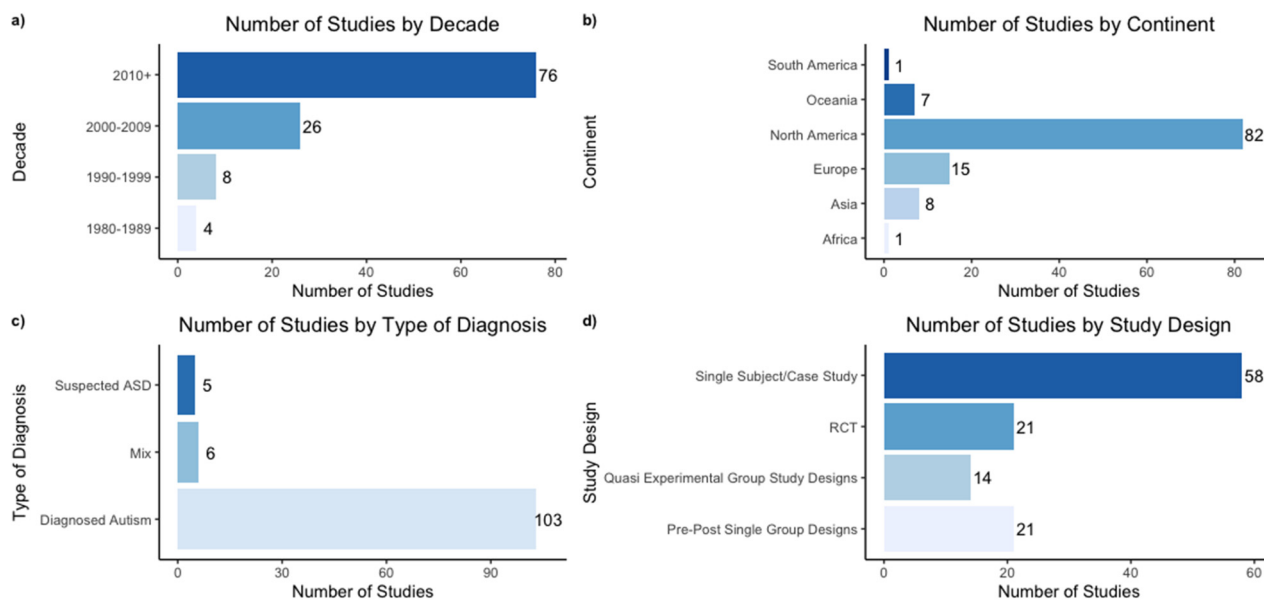 a)
Number of Studies by Decade
Decade
2010+
76
2000-2009
26
1990-1999
8
1980-1989
4
0 20 40 60 80
Number of Studies
b)
Number of Studies by Continent
Continent
South America
1
Oceania
7
North America
82
Europe
15
Asia
8
Africa
1
0 20 40 60 80
Number of Studies
c)
Number of Studies by Type of Diagnosis
Type of Diagnosis
Suspected ASD
5
Mix
6
Diagnosed Autism
103
0 30 60 90
Number of Studies
d)
Number of Studies by Study Design
Study Design
Single Subject/Case Study
58
RCT
21
Quasi Experimental Group Study Designs
14
Pre-Post Single Group Designs
21
0 20 40 60
Number of Studies